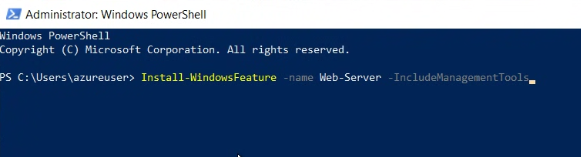 Administrator: Windows PowerShell
Windows PowerShell
Copyright (C) Microsoft Corporation. All rights reserved.
PS C:\Users\azureuser> Install-WindowsFeature -name Web-Server -IncludeManagementTools